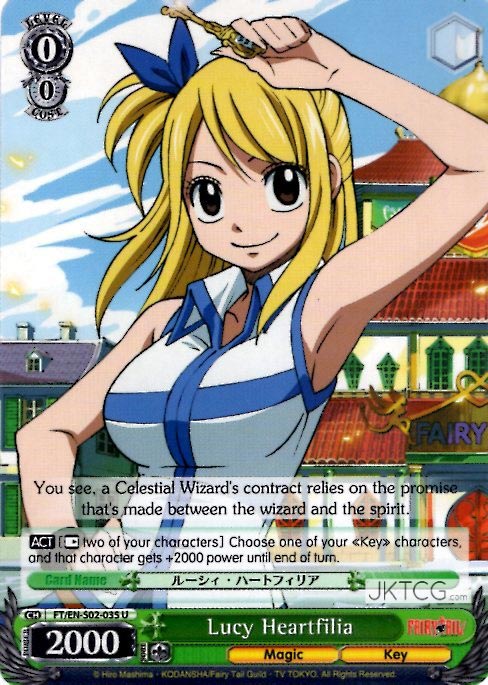 LEVEL
0
0
COST
FAIRY
You see, a Celestial Wizard's contract relies on the promise
that's made between the wizard and the spirit.
ACT [ two of your characters] Choose one of your «Key» characters,
and that character gets +2000 power until end of turn.
Card Name ルーシィ・ハートフィリア
JKTCG.com
CH FT/EN-S02-035 U
POWER 2000 Lucy Heartfilia FAIRY TAIL
Magic Key
© Hiro Mashima・KODANSHA/Fairy Tail Guild・TV TOKYO. All Rights Reserved.